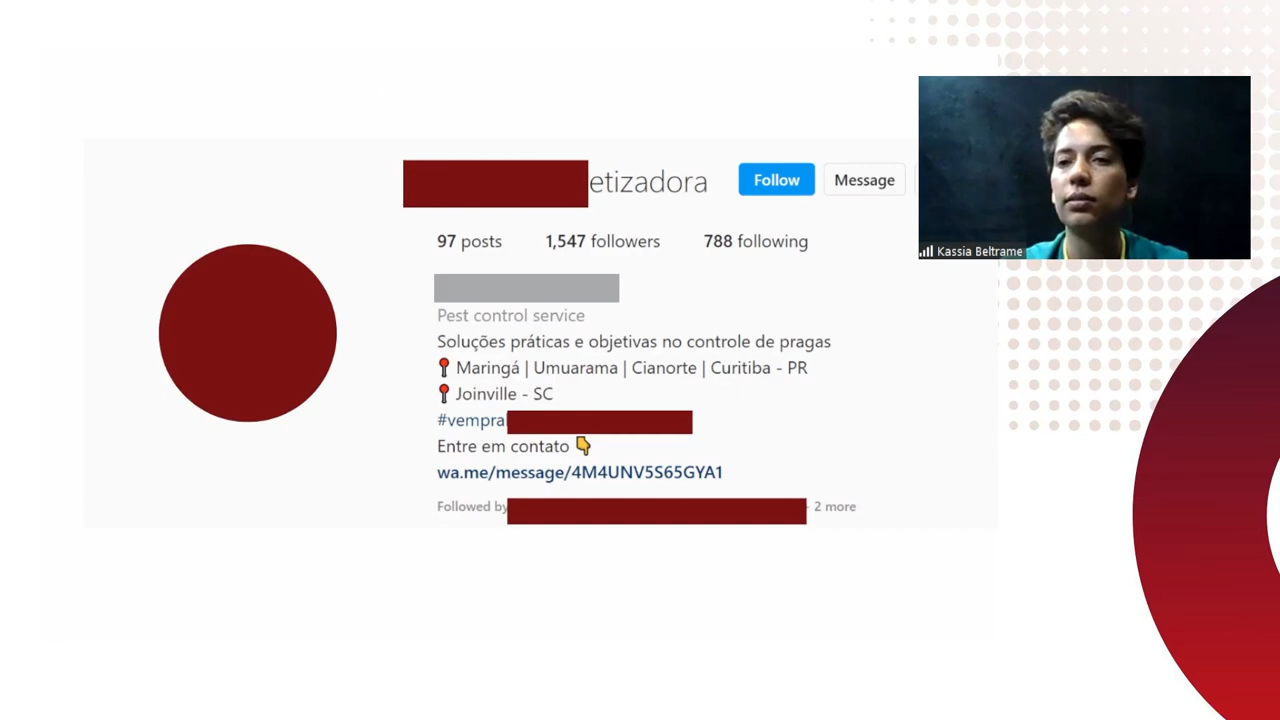 etizadora Follow Message
97 posts 1,547 followers 788 following
Pest control service
Soluções práticas e objetivas no controle de pragas
Maringá | Umuarama | Cianorte | Curitiba - PR
Joinville - SC
#vempra
Entre em contato
wa.me/message/4M4UNV5S65GYA1
Followed by 2 more
Kassia Beltrame